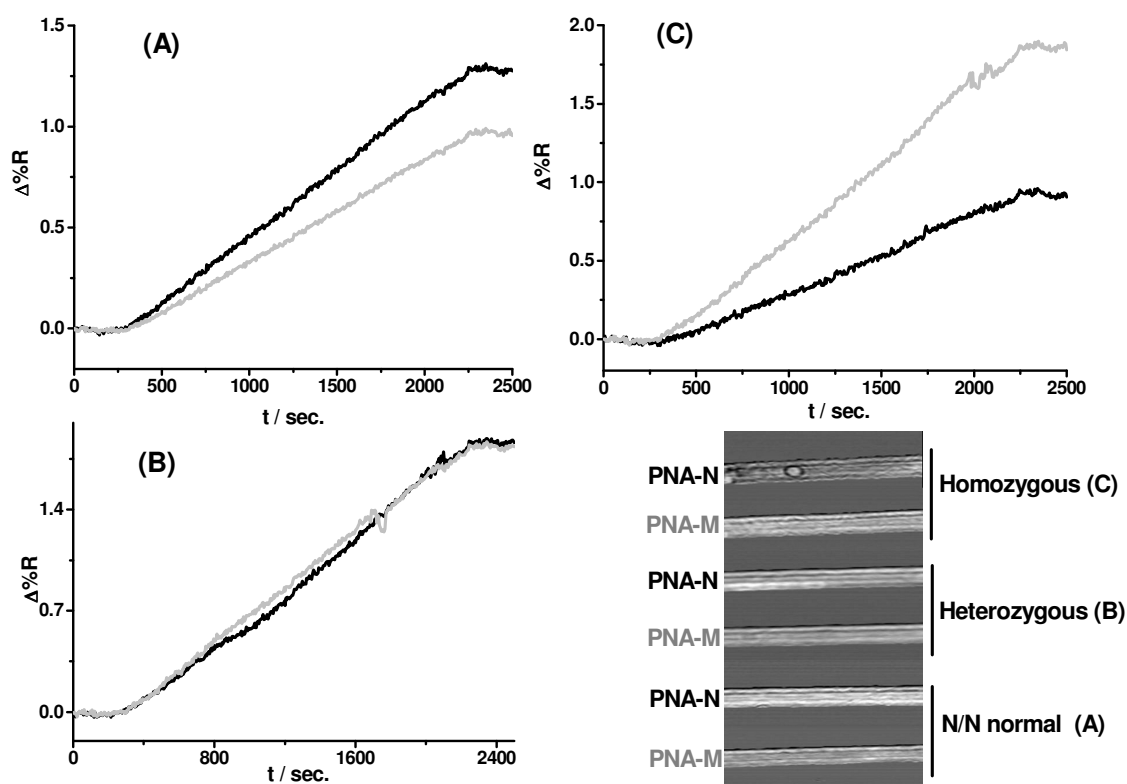 (A)
1.5
1.0
0.5
0.0
Δ%R
0 500 1000 1500 2000 2500
t / sec.
(C)
2.0
1.5
1.0
0.5
0.0
Δ%R
0 500 1000 1500 2000 2500
t / sec.
(B)
1.4
0.7
0.0
Δ%R
0 800 1600 2400
t / sec.
PNA-N
PNA-M
Homozygous (C)
PNA-N
PNA-M
Heterozygous (B)
PNA-N
PNA-M
N/N normal (A)